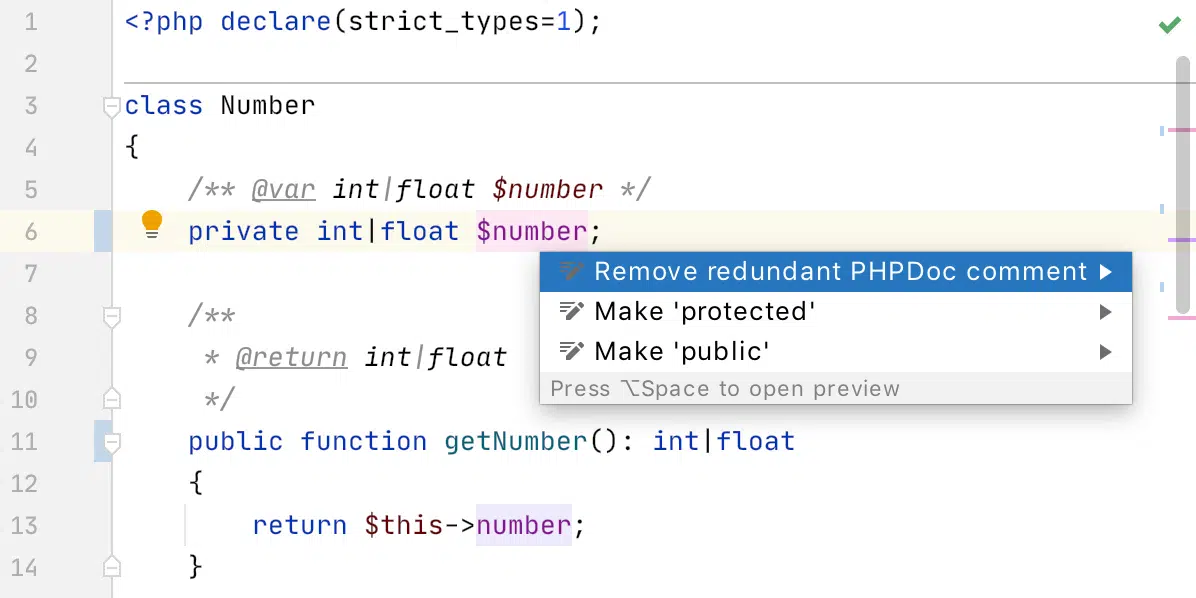 1 <?php declare(strict_types=1);
2
3 class Number
4 {
5 /** @var int|float $number */
6 private int|float $number;
7
8 /**
9 * @return int|float
10 */
11 public function getNumber(): int|float
12 {
13 return $this->number;
14 }
Remove redundant PHPDoc comment
Make 'protected'
Make 'public'
Press ⌥Space to open preview